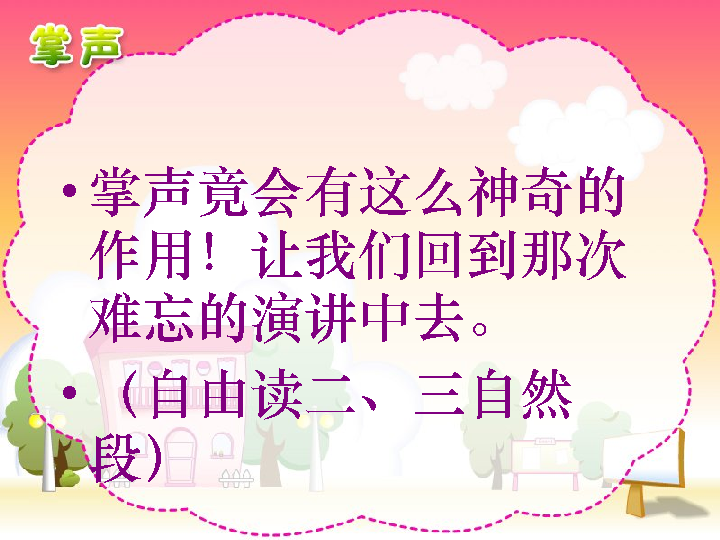 掌声
•掌声竟会有这么神奇的
作用！让我们回到那次
难忘的演讲中去。
•（自由读二、三自然
段）